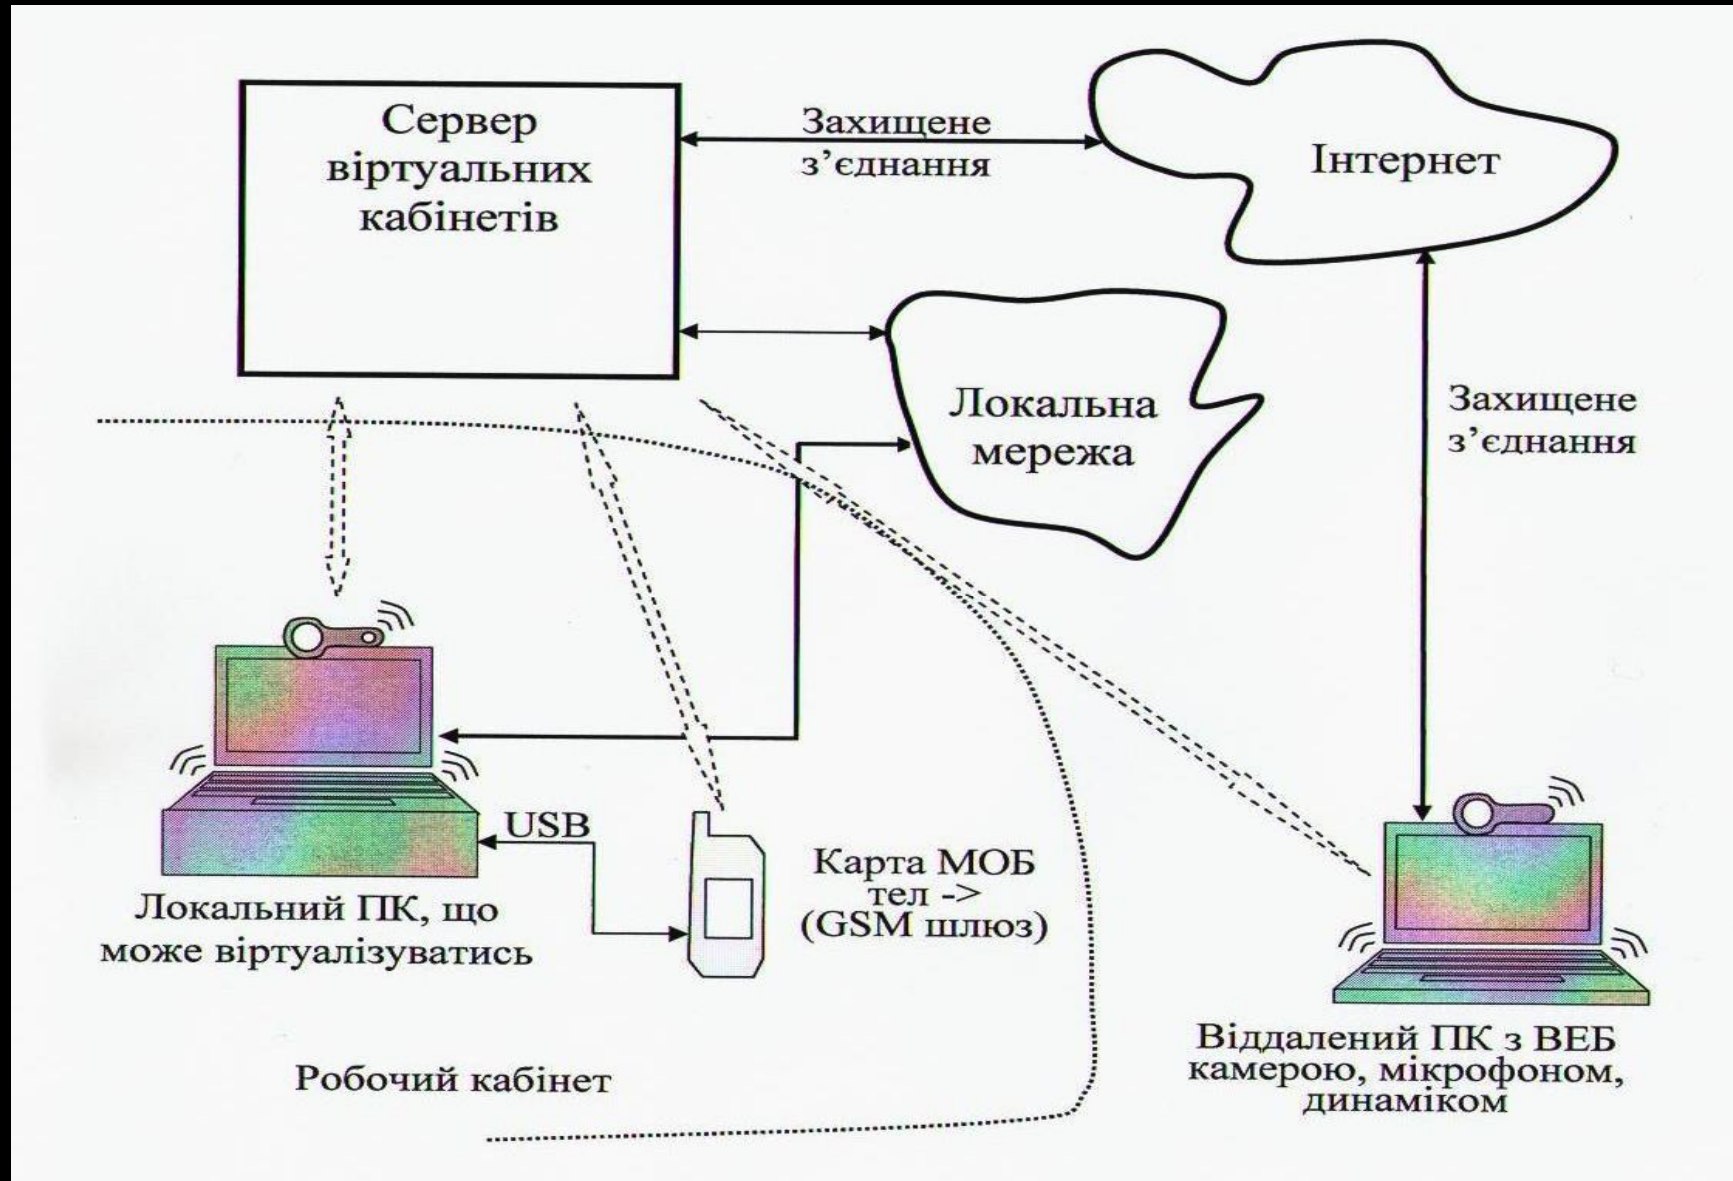 Сервер
віртуальних
кабінетів
Захищене
з’єднання
Інтернет
Локальна
мережа
Захищене
з’єднання
USB
Карта МОБ
тел ->
(GSM шлюз)
Локальний ПК, що
може віртуалізуватись
Робочий кабінет
Віддалений ПК з ВЕБ
камерою, мікрофоном,
динаміком